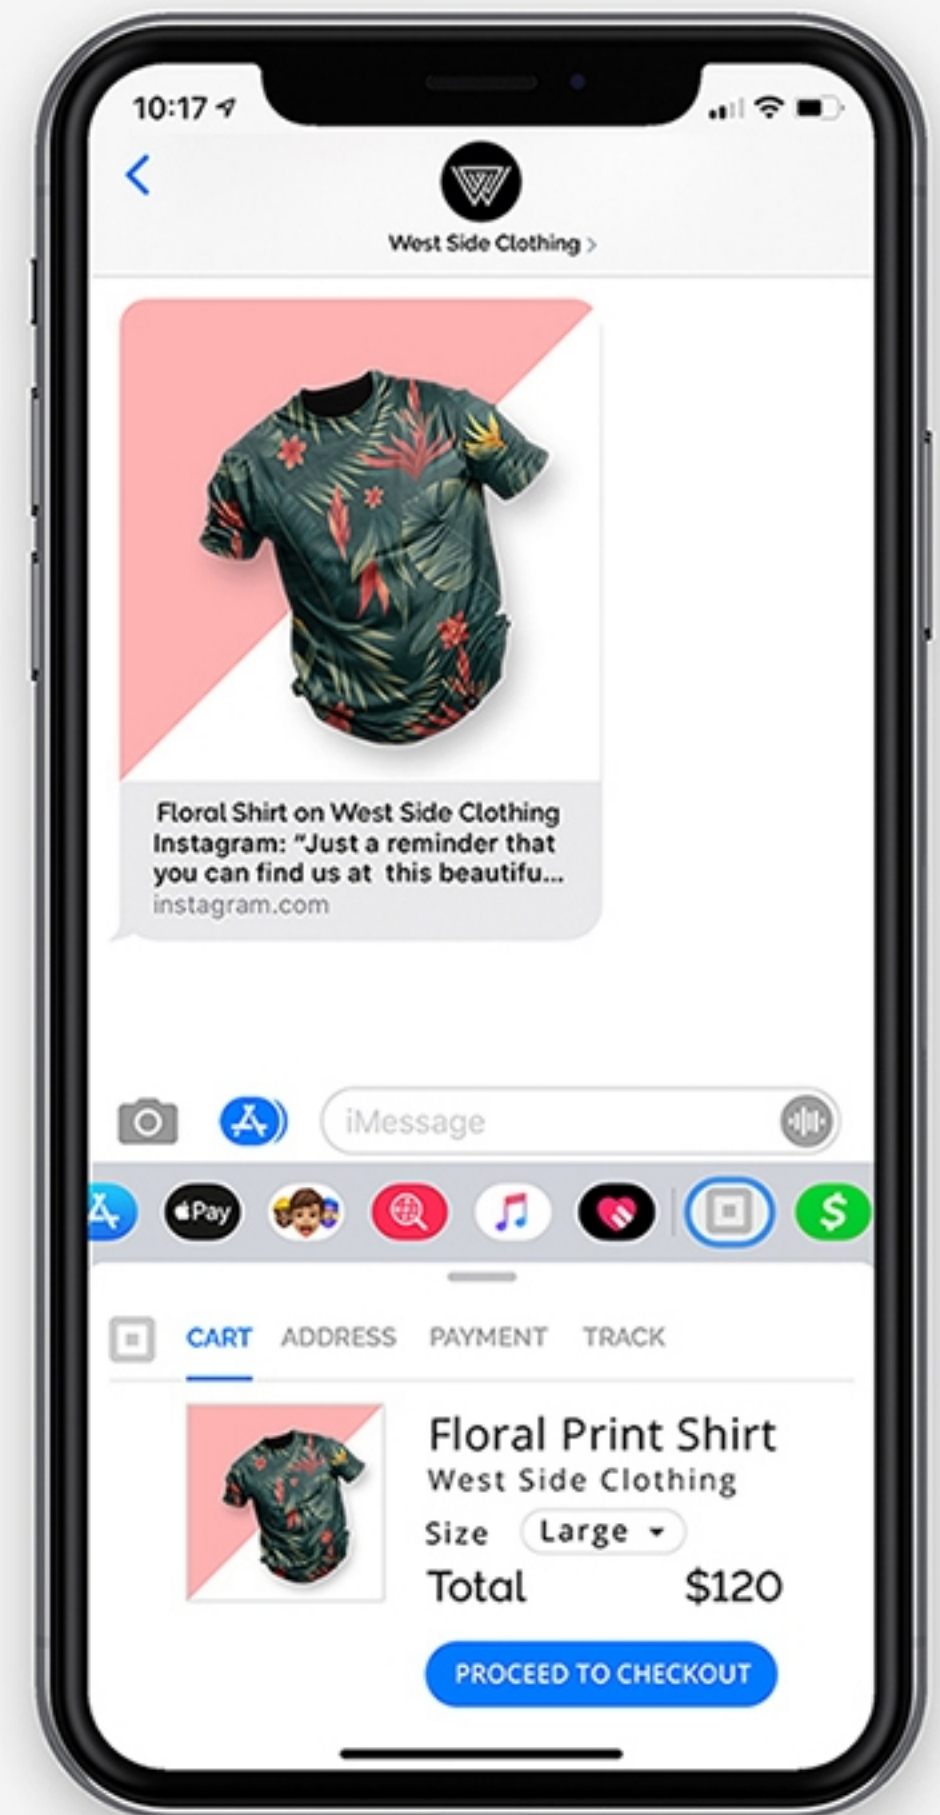 10:17
West Side Clothing >
Floral Shirt on West Side Clothing
Instagram: "Just a reminder that
you can find us at this beautifu...
instagram.com
iMessage
Pay
CART ADDRESS PAYMENT TRACK
Floral Print Shirt
West Side Clothing
Size Large
Total $120
PROCEED TO CHECKOUT